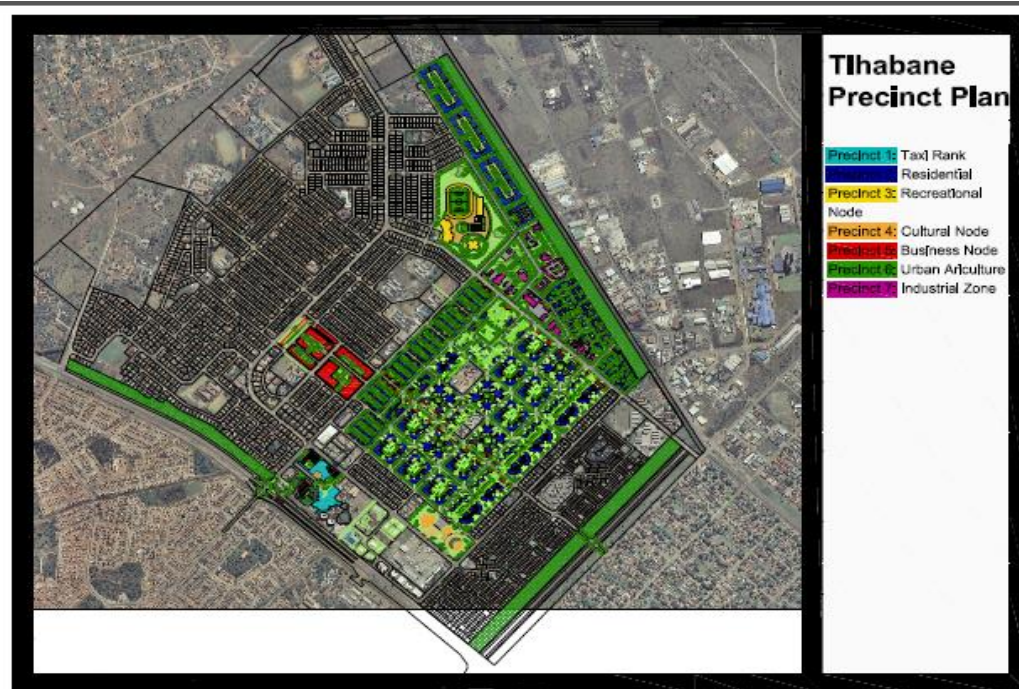 Tlhabane
Precinct Plan
Precinct 1: Taxi Rank
Residential
Precinct 3: Recreational
Node
Precinct 4: Cultural Node
Precinct 5: Business Node
Precinct 6: Urban Ariculture
Precinct 7: Industrial Zone